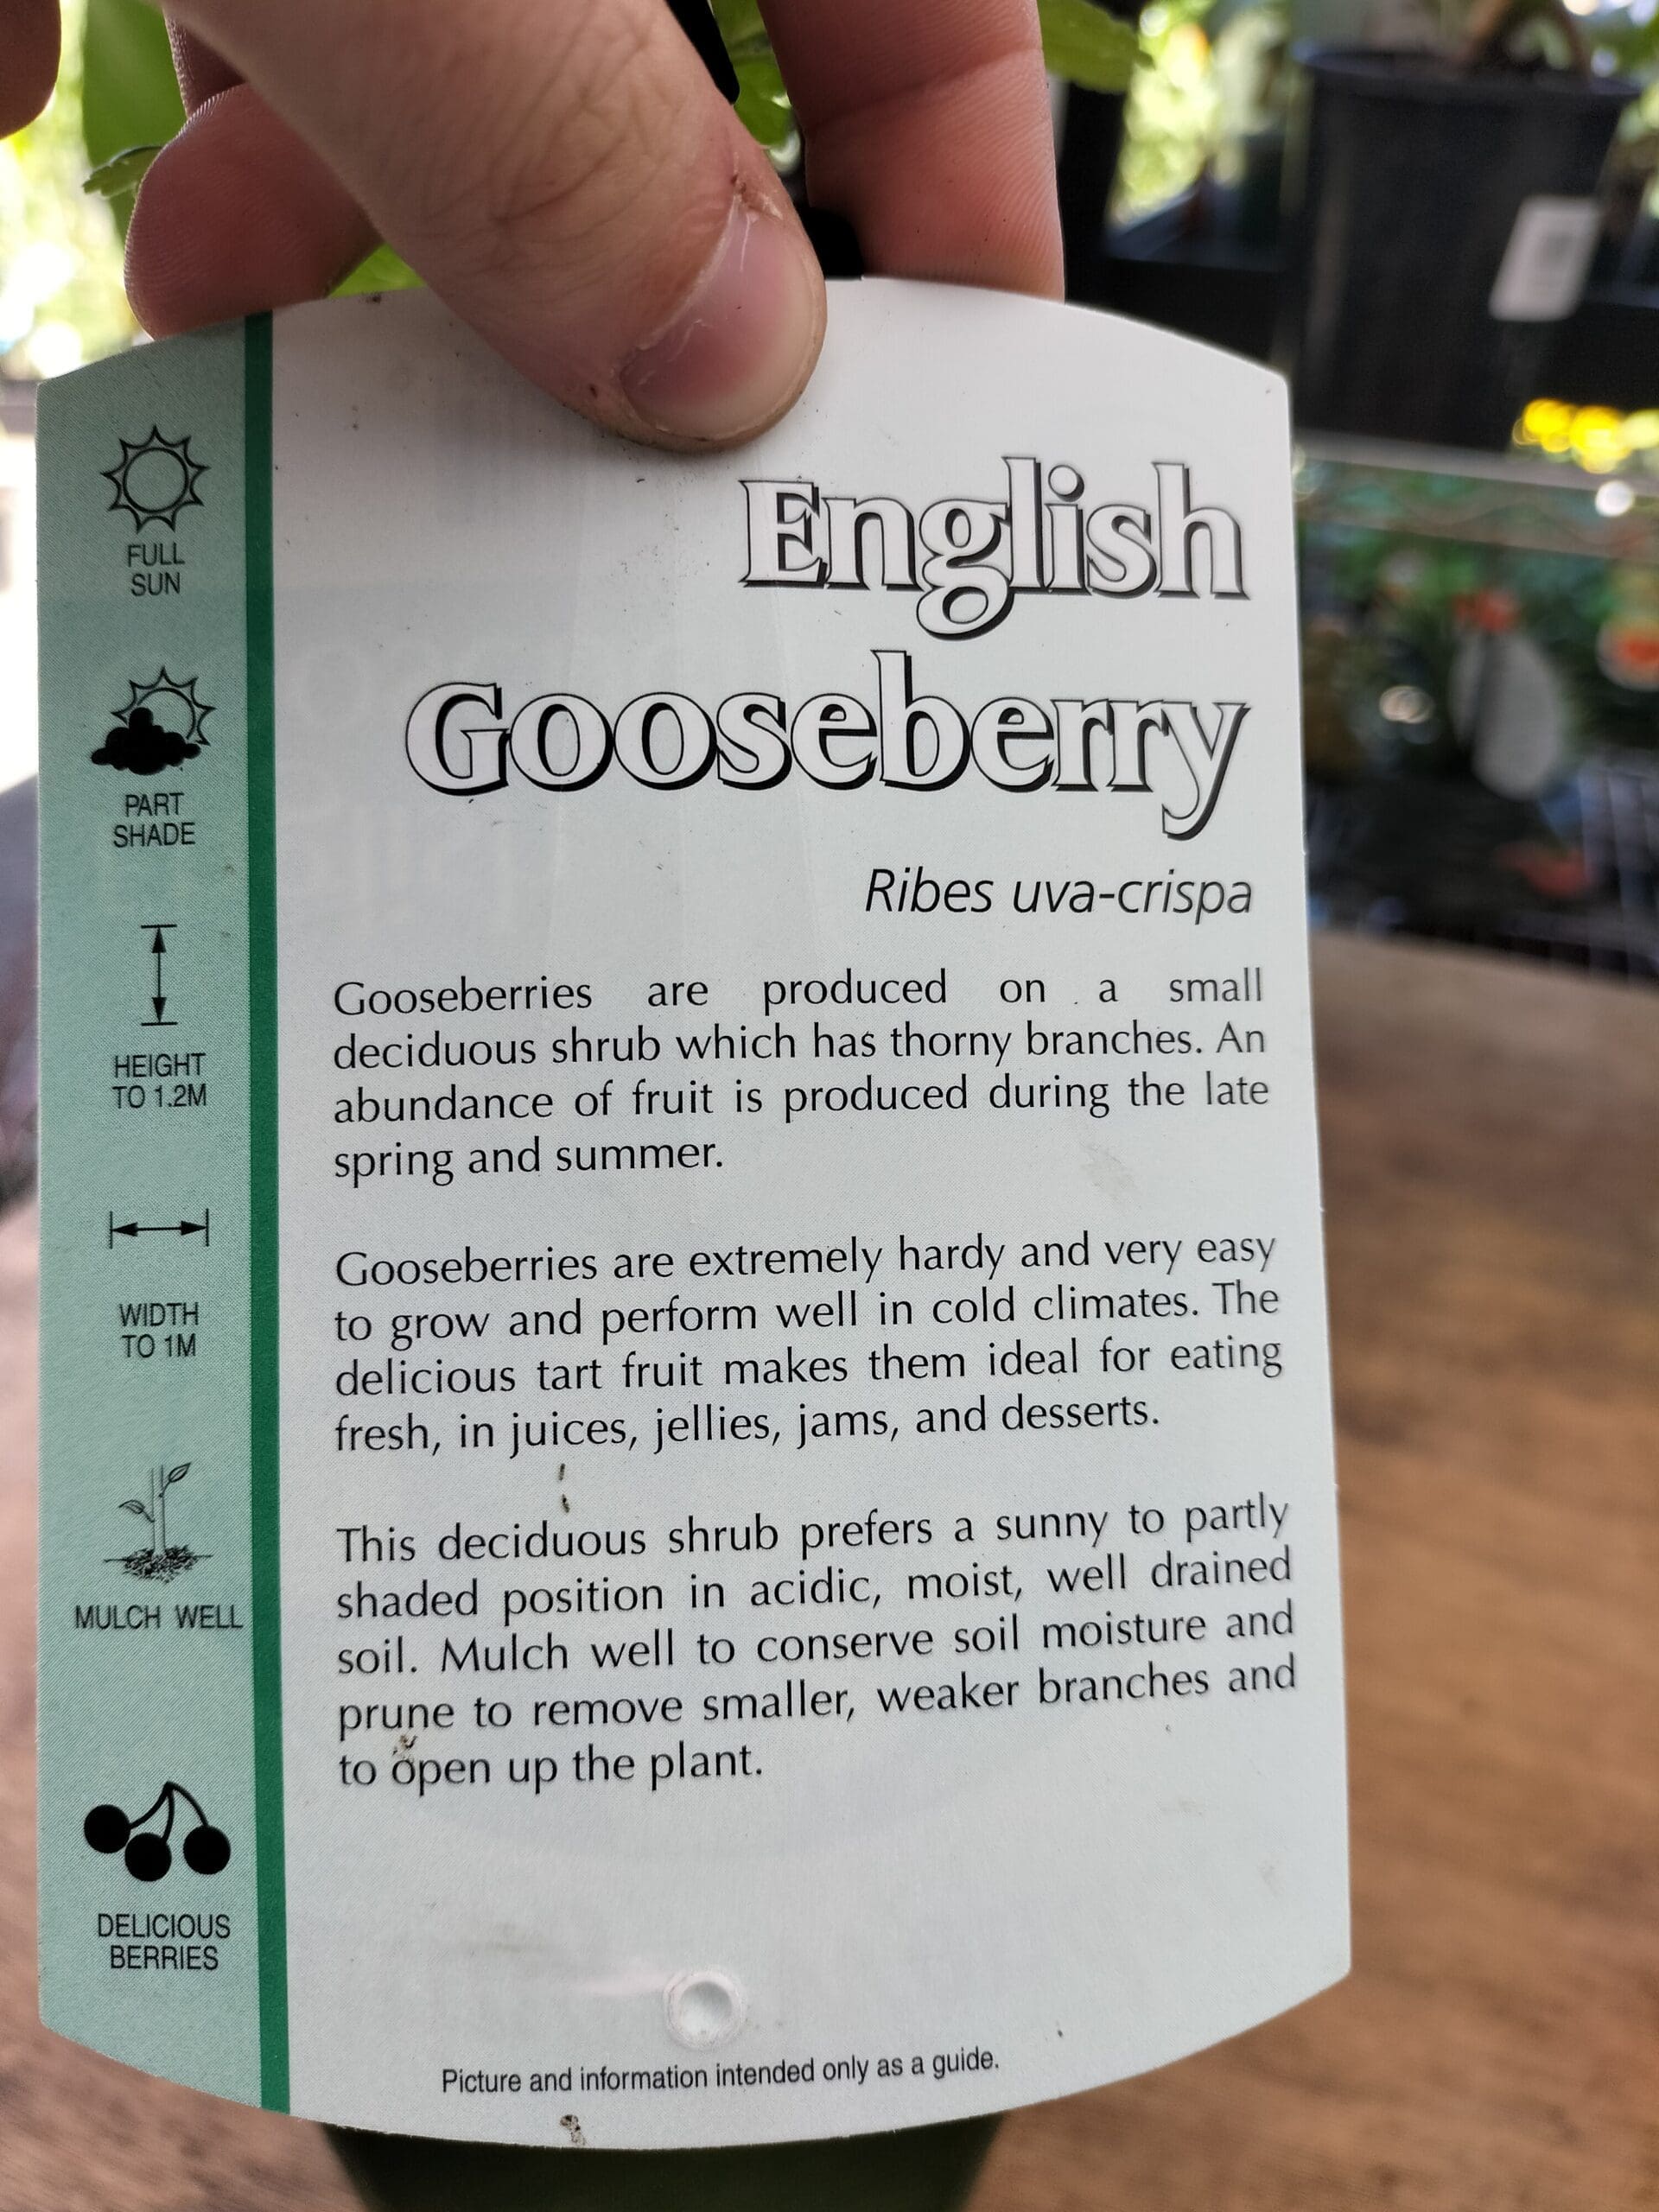 English
Gooseberry
Ribes uva-crispa
Gooseberries are produced on a small
deciduous shrub which has thorny branches. An
abundance of fruit is produced during the late
spring and summer.
Gooseberries are extremely hardy and very easy
to grow and perform well in cold climates. The
delicious tart fruit makes them ideal for eating
fresh, in juices, jellies, jams, and desserts.
This deciduous shrub prefers a sunny to partly
shaded position in acidic, moist, well drained
soil. Mulch well to conserve soil moisture and
prune to remove smaller, weaker branches and
to open up the plant.
Picture and information intended only as a guide.
FULL
SUN
PART
SHADE
HEIGHT
TO 1.2M
WIDTH
TO 1M
MULCH WELL
DELICIOUS
BERRIES